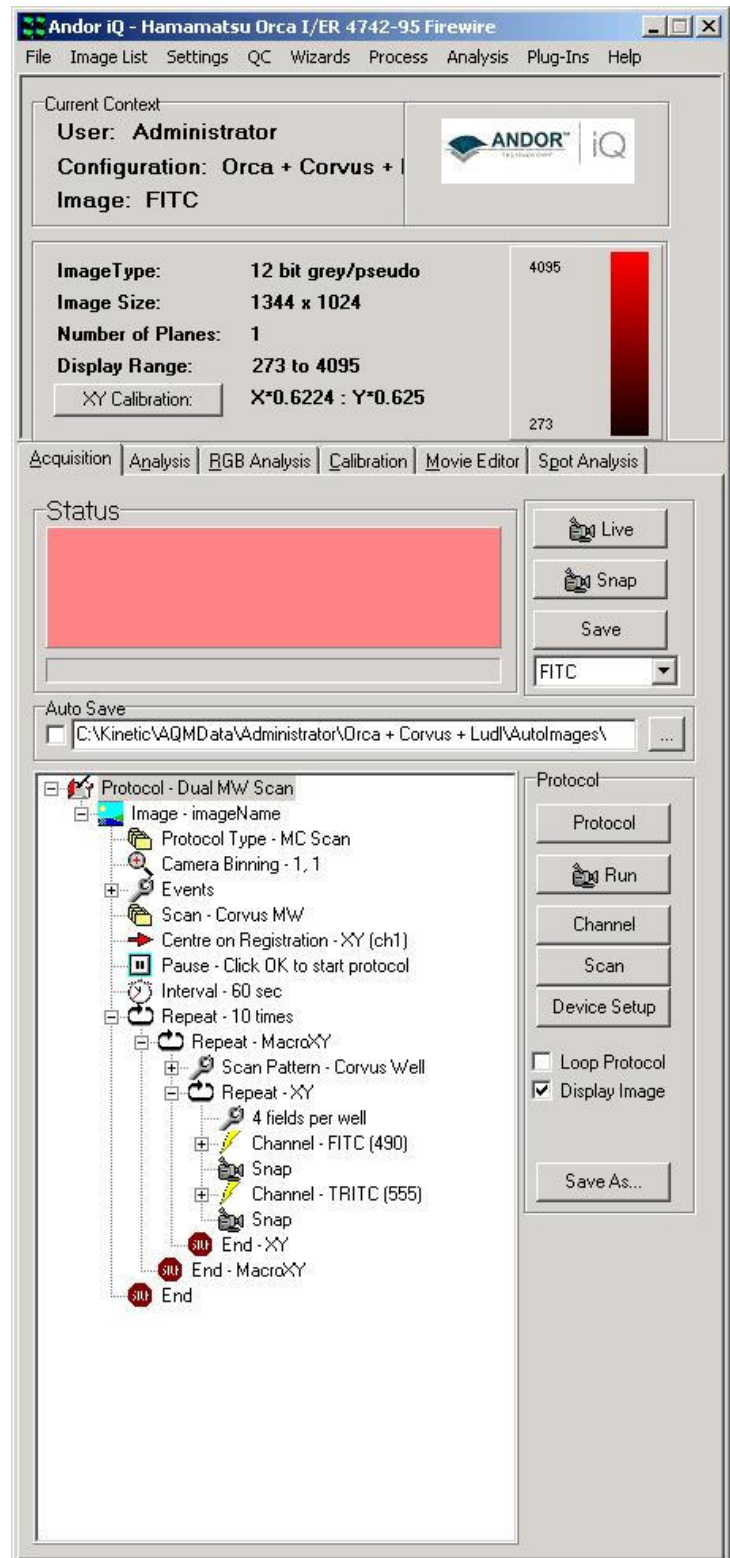 Andor iQ - Hamamatsu Orca I/ER 4742-95 Firewire
File Image List Settings QC Wizards Process Analysis Plug-Ins Help
Current Context
User: Administrator
Configuration: Orca + Corvus + l
Image: FITC
ANDOR™ iQ
ImageType: 12 bit grey/pseudo
Image Size: 1344 x 1024
Number of Planes: 1
Display Range: 273 to 4095
XY Calibration: X*0.6224 : Y*0.625
4095
273
Acquisition Analysis RGB Analysis Calibration Movie Editor Spot Analysis
Status
Live
Snap
Save
FITC
Auto Save
C:\Kinetic\AQMData\Administrator\Orca + Corvus + Ludl\AutoImages\ ...
Protocol - Dual MW Scan
Image - imageName
Protocol Type - MC Scan
Camera Binning - 1, 1
Events
Scan - Corvus MW
Centre on Registration - XY (ch1)
Pause - Click OK to start protocol
Interval - 60 sec
Repeat - 10 times
Repeat - MacroXY
Scan Pattern - Corvus Well
Repeat - XY
4 fields per well
Channel - FITC (490)
Snap
Channel - TRITC (555)
Snap
End - XY
End - MacroXY
End
Protocol
Protocol
Run
Channel
Scan
Device Setup
Loop Protocol
Display Image
Save As...